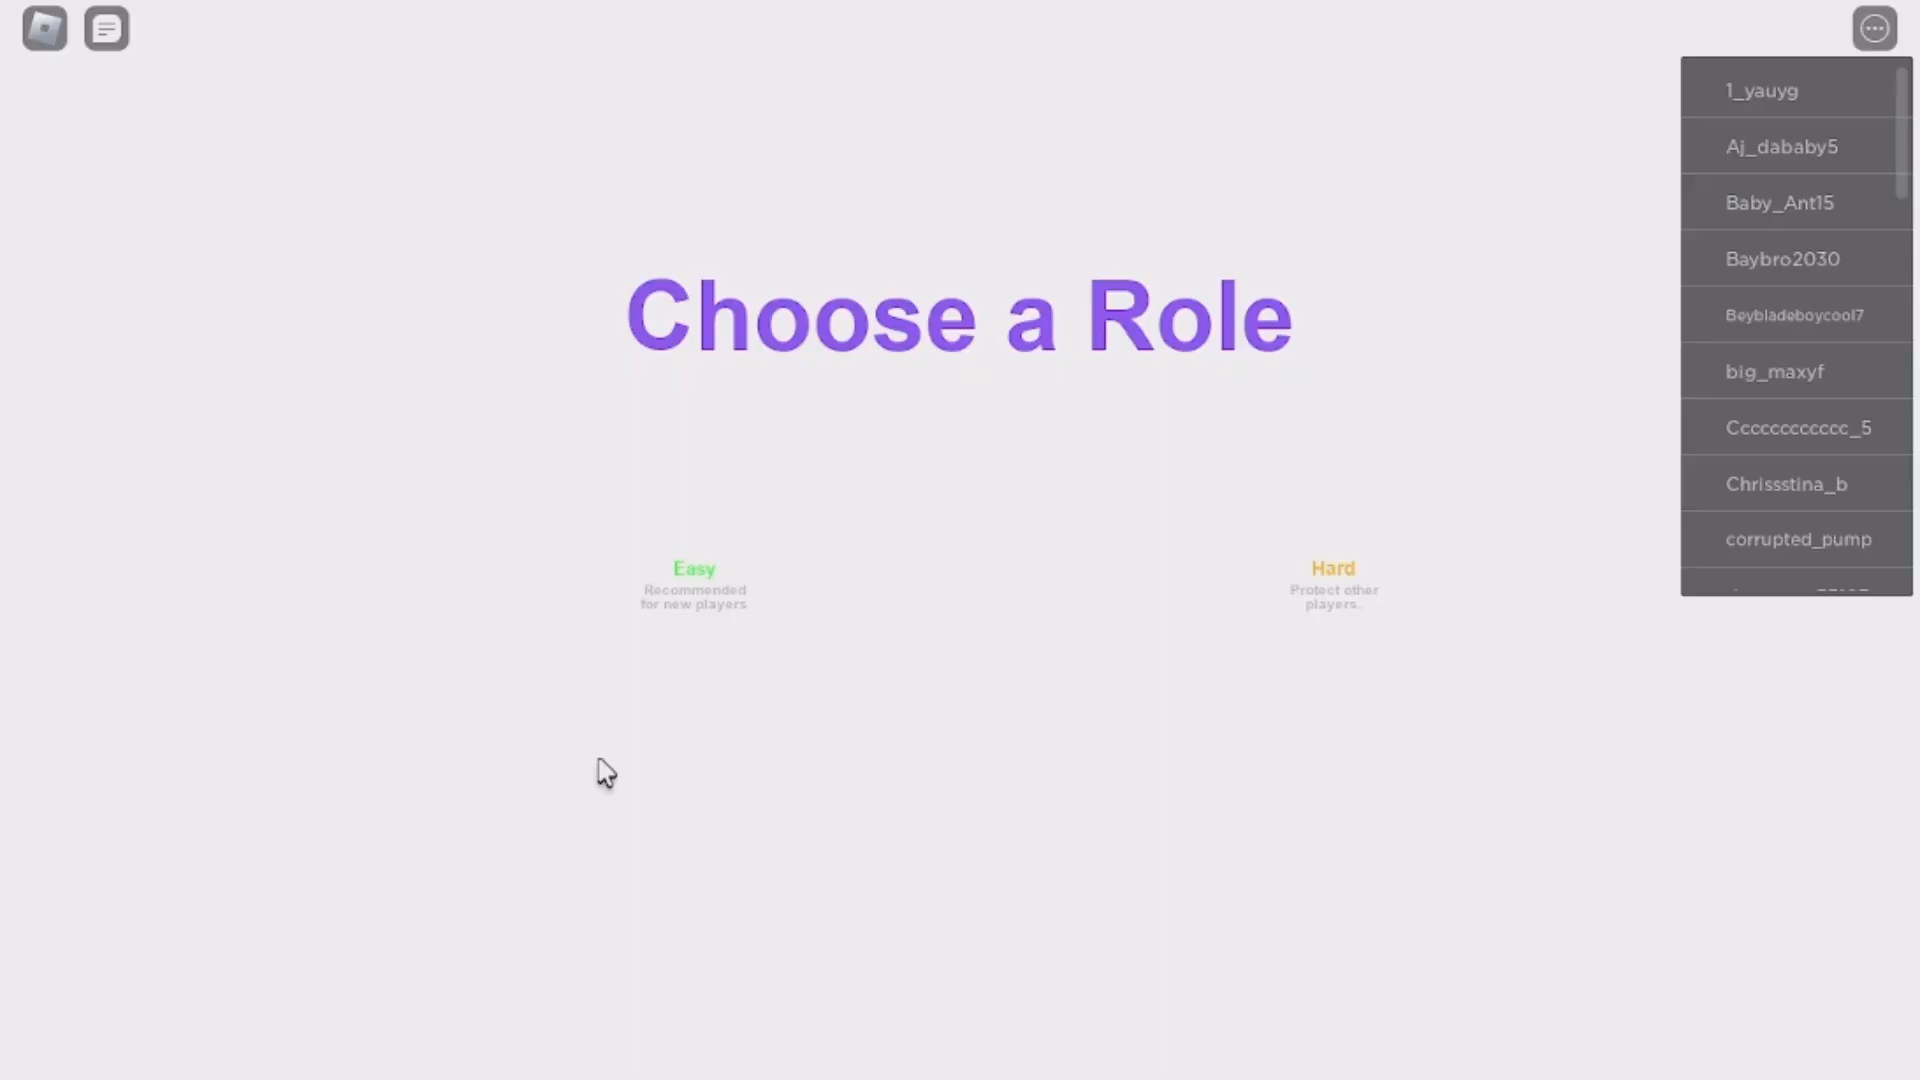 Choose a Role
Easy
Recommended
for new players
Hard
Protect other
players.
1_yauyg
Aj_dababy5
Baby_Ant15
Baybro2030
Beybladeboycool7
big_maxyf
Cccccccccccc_5
Chrissstina_b
corrupted_pump